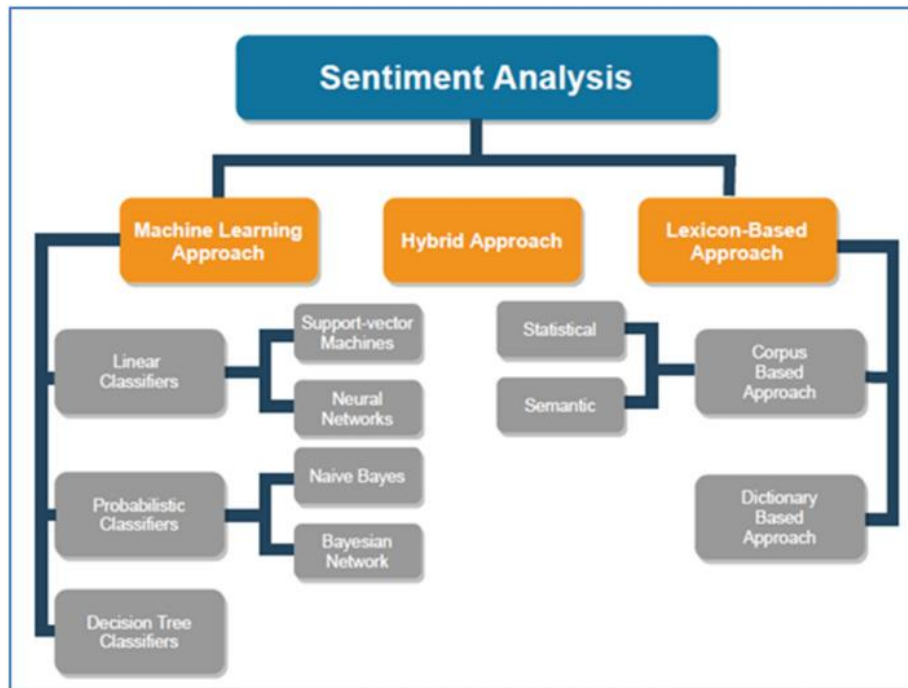 Sentiment Analysis
Machine Learning
Approach
Hybrid Approach
Lexicon-Based
Approach
Linear
Classifiers
Support-vector
Machines
Neural
Networks
Probabilistic
Classifiers
Naive Bayes
Bayesian
Network
Decision Tree
Classifiers
Statistical
Semantic
Corpus
Based
Approach
Dictionary
Based
Approach